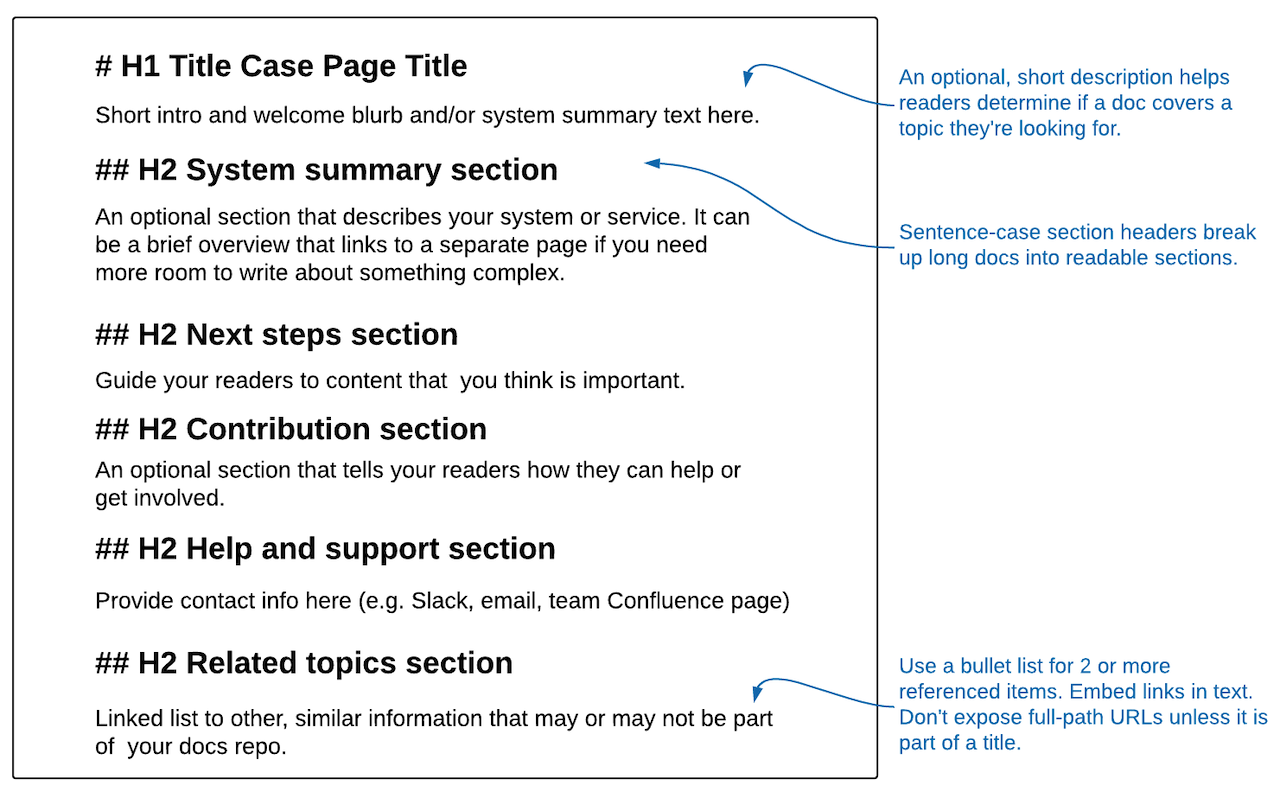 # H1 Title Case Page Title
Short intro and welcome blurb and/or system summary text here.
An optional, short description helps
readers determine if a doc covers a
topic they're looking for.
## H2 System summary section
An optional section that describes your system or service. It can
be a brief overview that links to a separate page if you need
more room to write about something complex.
Sentence-case section headers break
up long docs into readable sections.
## H2 Next steps section
Guide your readers to content that  you think is important.
## H2 Contribution section
An optional section that tells your readers how they can help or
get involved.
## H2 Help and support section
Provide contact info here (e.g. Slack, email, team Confluence page)
## H2 Related topics section
Linked list to other, similar information that may or may not be part
of  your docs repo.
Use a bullet list for 2 or more
referenced items. Embed links in text.
Don't expose full-path URLs unless it is
part of a title.